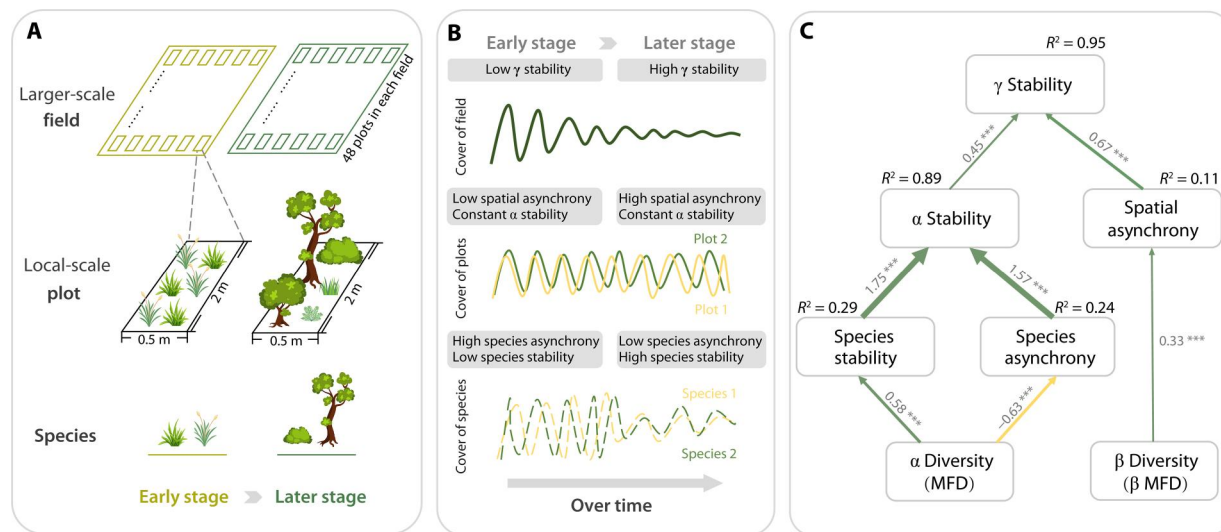 A
Larger-scale
field
48 plots in each field
Local-scale
plot
2 m
2 m
0.5 m
0.5 m
Species
Early stage
Later stage
B
Early stage
Later stage
Low γ stability
High γ stability
Cover of field
Low spatial asynchrony
Constant α stability
High spatial asynchrony
Constant α stability
Cover of plots
Plot 2
Plot 1
High species asynchrony
Low species stability
Low species asynchrony
High species stability
Cover of species
Species 1
Species 2
Over time
C
R² = 0.95
γ Stability
0.45 ***
0.67 ***
R² = 0.89
α Stability
R² = 0.11
Spatial
asynchrony
1.75 ***
1.57 ***
R² = 0.29
Species
stability
R² = 0.24
Species
asynchrony
0.33 ***
0.58 ***
−0.63 ***
α Diversity
(MFD)
β Diversity
(β MFD)